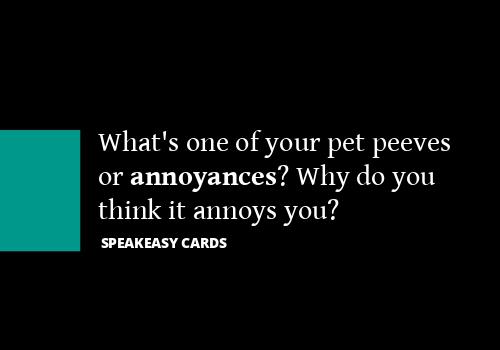 What's one of your pet peeves
or annoyances? Why do you
think it annoys you?
SPEAKEASY CARDS